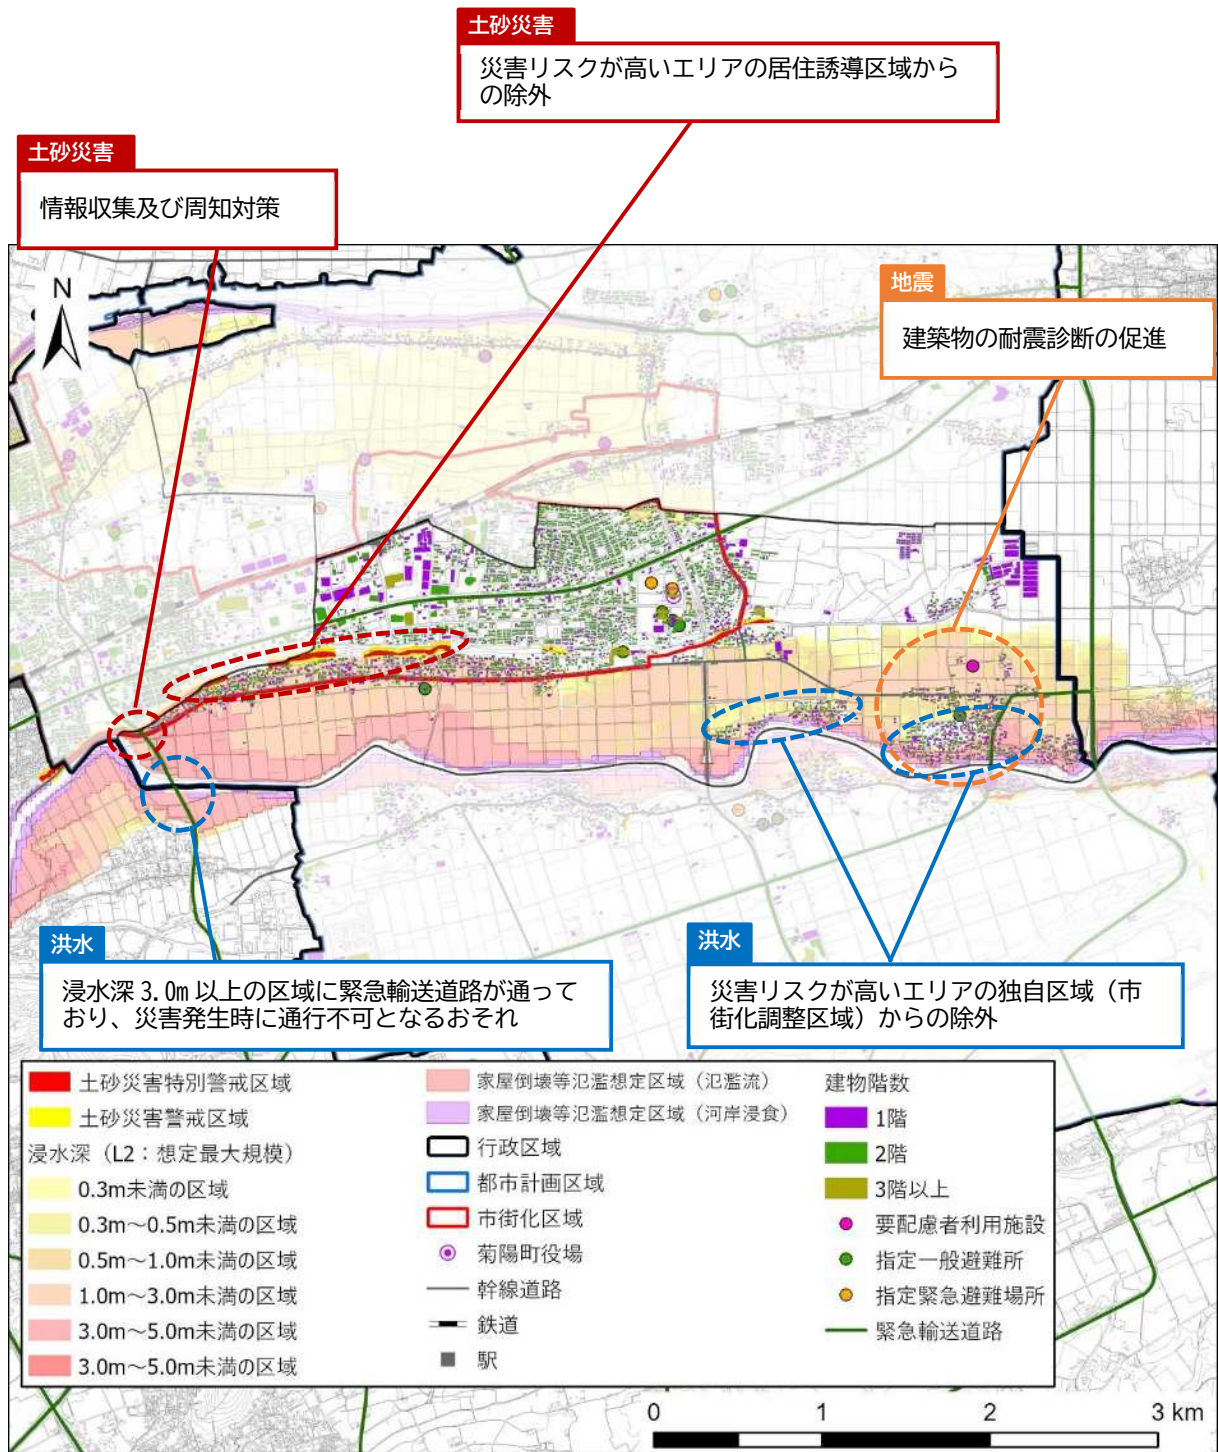 土砂災害
災害リスクが高いエリアの居住誘導区域から
の除外
土砂災害
情報収集及び周知対策
N
地震
建築物の耐震診断の促進
洪水
浸水深 3.0m 以上の区域に緊急輸送道路が通って
おり、災害発生時に通行不可となるおそれ
洪水
災害リスクが高いエリアの独自区域（市
街化調整区域）からの除外
土砂災害特別警戒区域
土砂災害警戒区域
浸水深（L2：想定最大規模）
0.3m未満の区域
0.3m～0.5m未満の区域
0.5m～1.0m未満の区域
1.0m～3.0m未満の区域
3.0m～5.0m未満の区域
3.0m～5.0m未満の区域
家屋倒壊等氾濫想定区域（氾濫流）
家屋倒壊等氾濫想定区域（河岸浸食）
行政区域
都市計画区域
市街化区域
菊陽町役場
幹線道路
鉄道
駅
建物階数
1階
2階
3階以上
要配慮者利用施設
指定一般避難所
指定緊急避難場所
緊急輸送道路
0 1 2 3 km